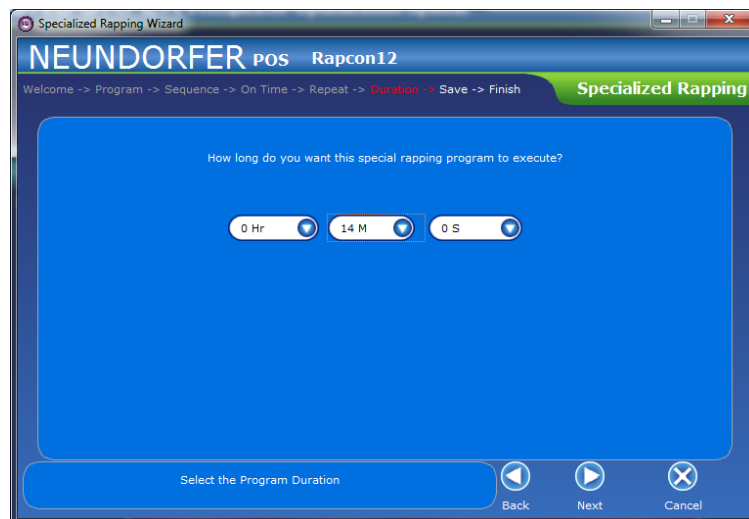 Specialized Rapping Wizard
NEUNDORFER POS Rapcon12
Welcome -> Program -> Sequence -> On Time -> Repeat -> Duration -> Save -> Finish
Specialized Rapping
How long do you want this special rapping program to execute?
0 Hr 14 M 0 S
Select the Program Duration
Back Next Cancel